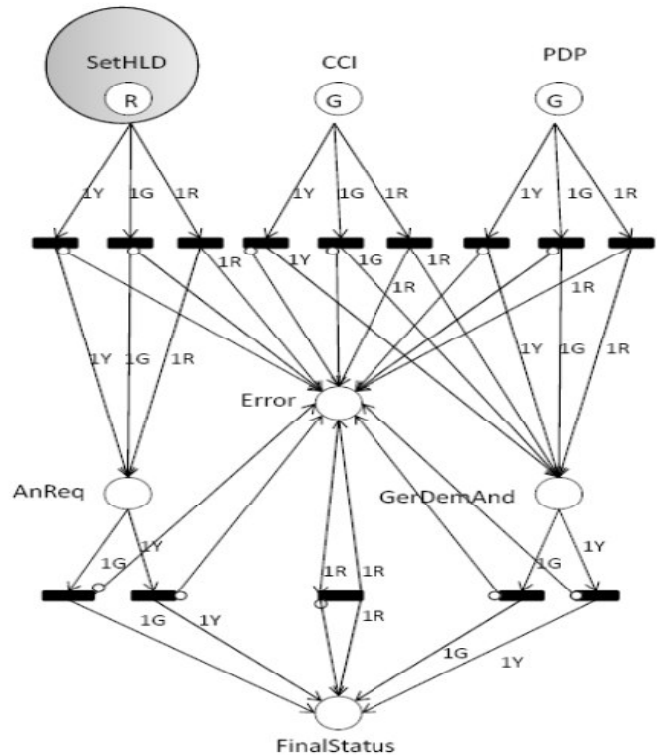 SetHLD CCI PDP
R G G
1Y 1G 1R 1Y 1G 1R 1Y 1G 1R
1R 1Y 1G 1R 1R
1Y 1G 1R 1Y 1G 1R
Error
AnReq GerDemAnd
1G 1Y 1R 1R 1G 1Y
1G 1Y 1R 1G 1Y
FinalStatus